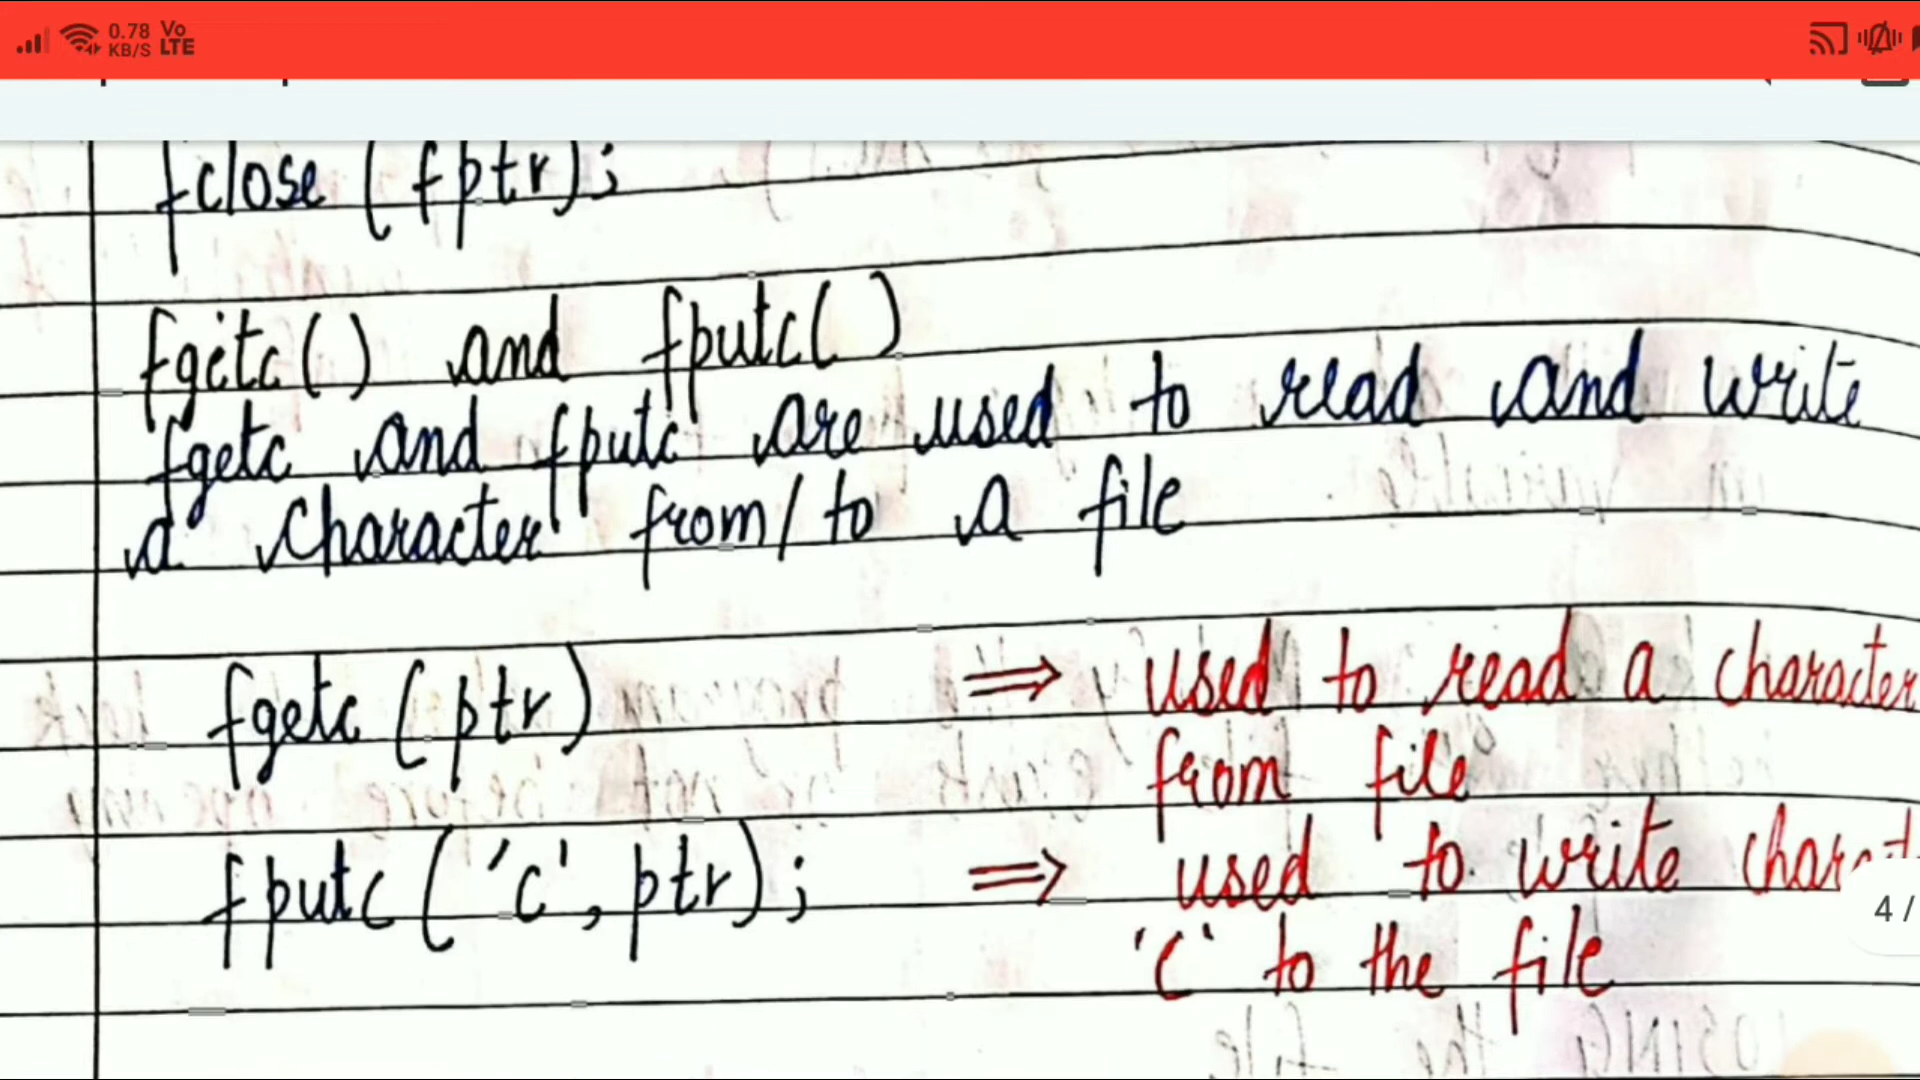 0.78 KB/S Vo LTE
fclose (fptr);
fgetc() and fputc()
fgetc and fputc are used to read and write
a character from / to a file
fgetc (ptr) ⇒ used to read a character
from file
fputc ('c', ptr); ⇒ used to write
'c' to the file
4 /